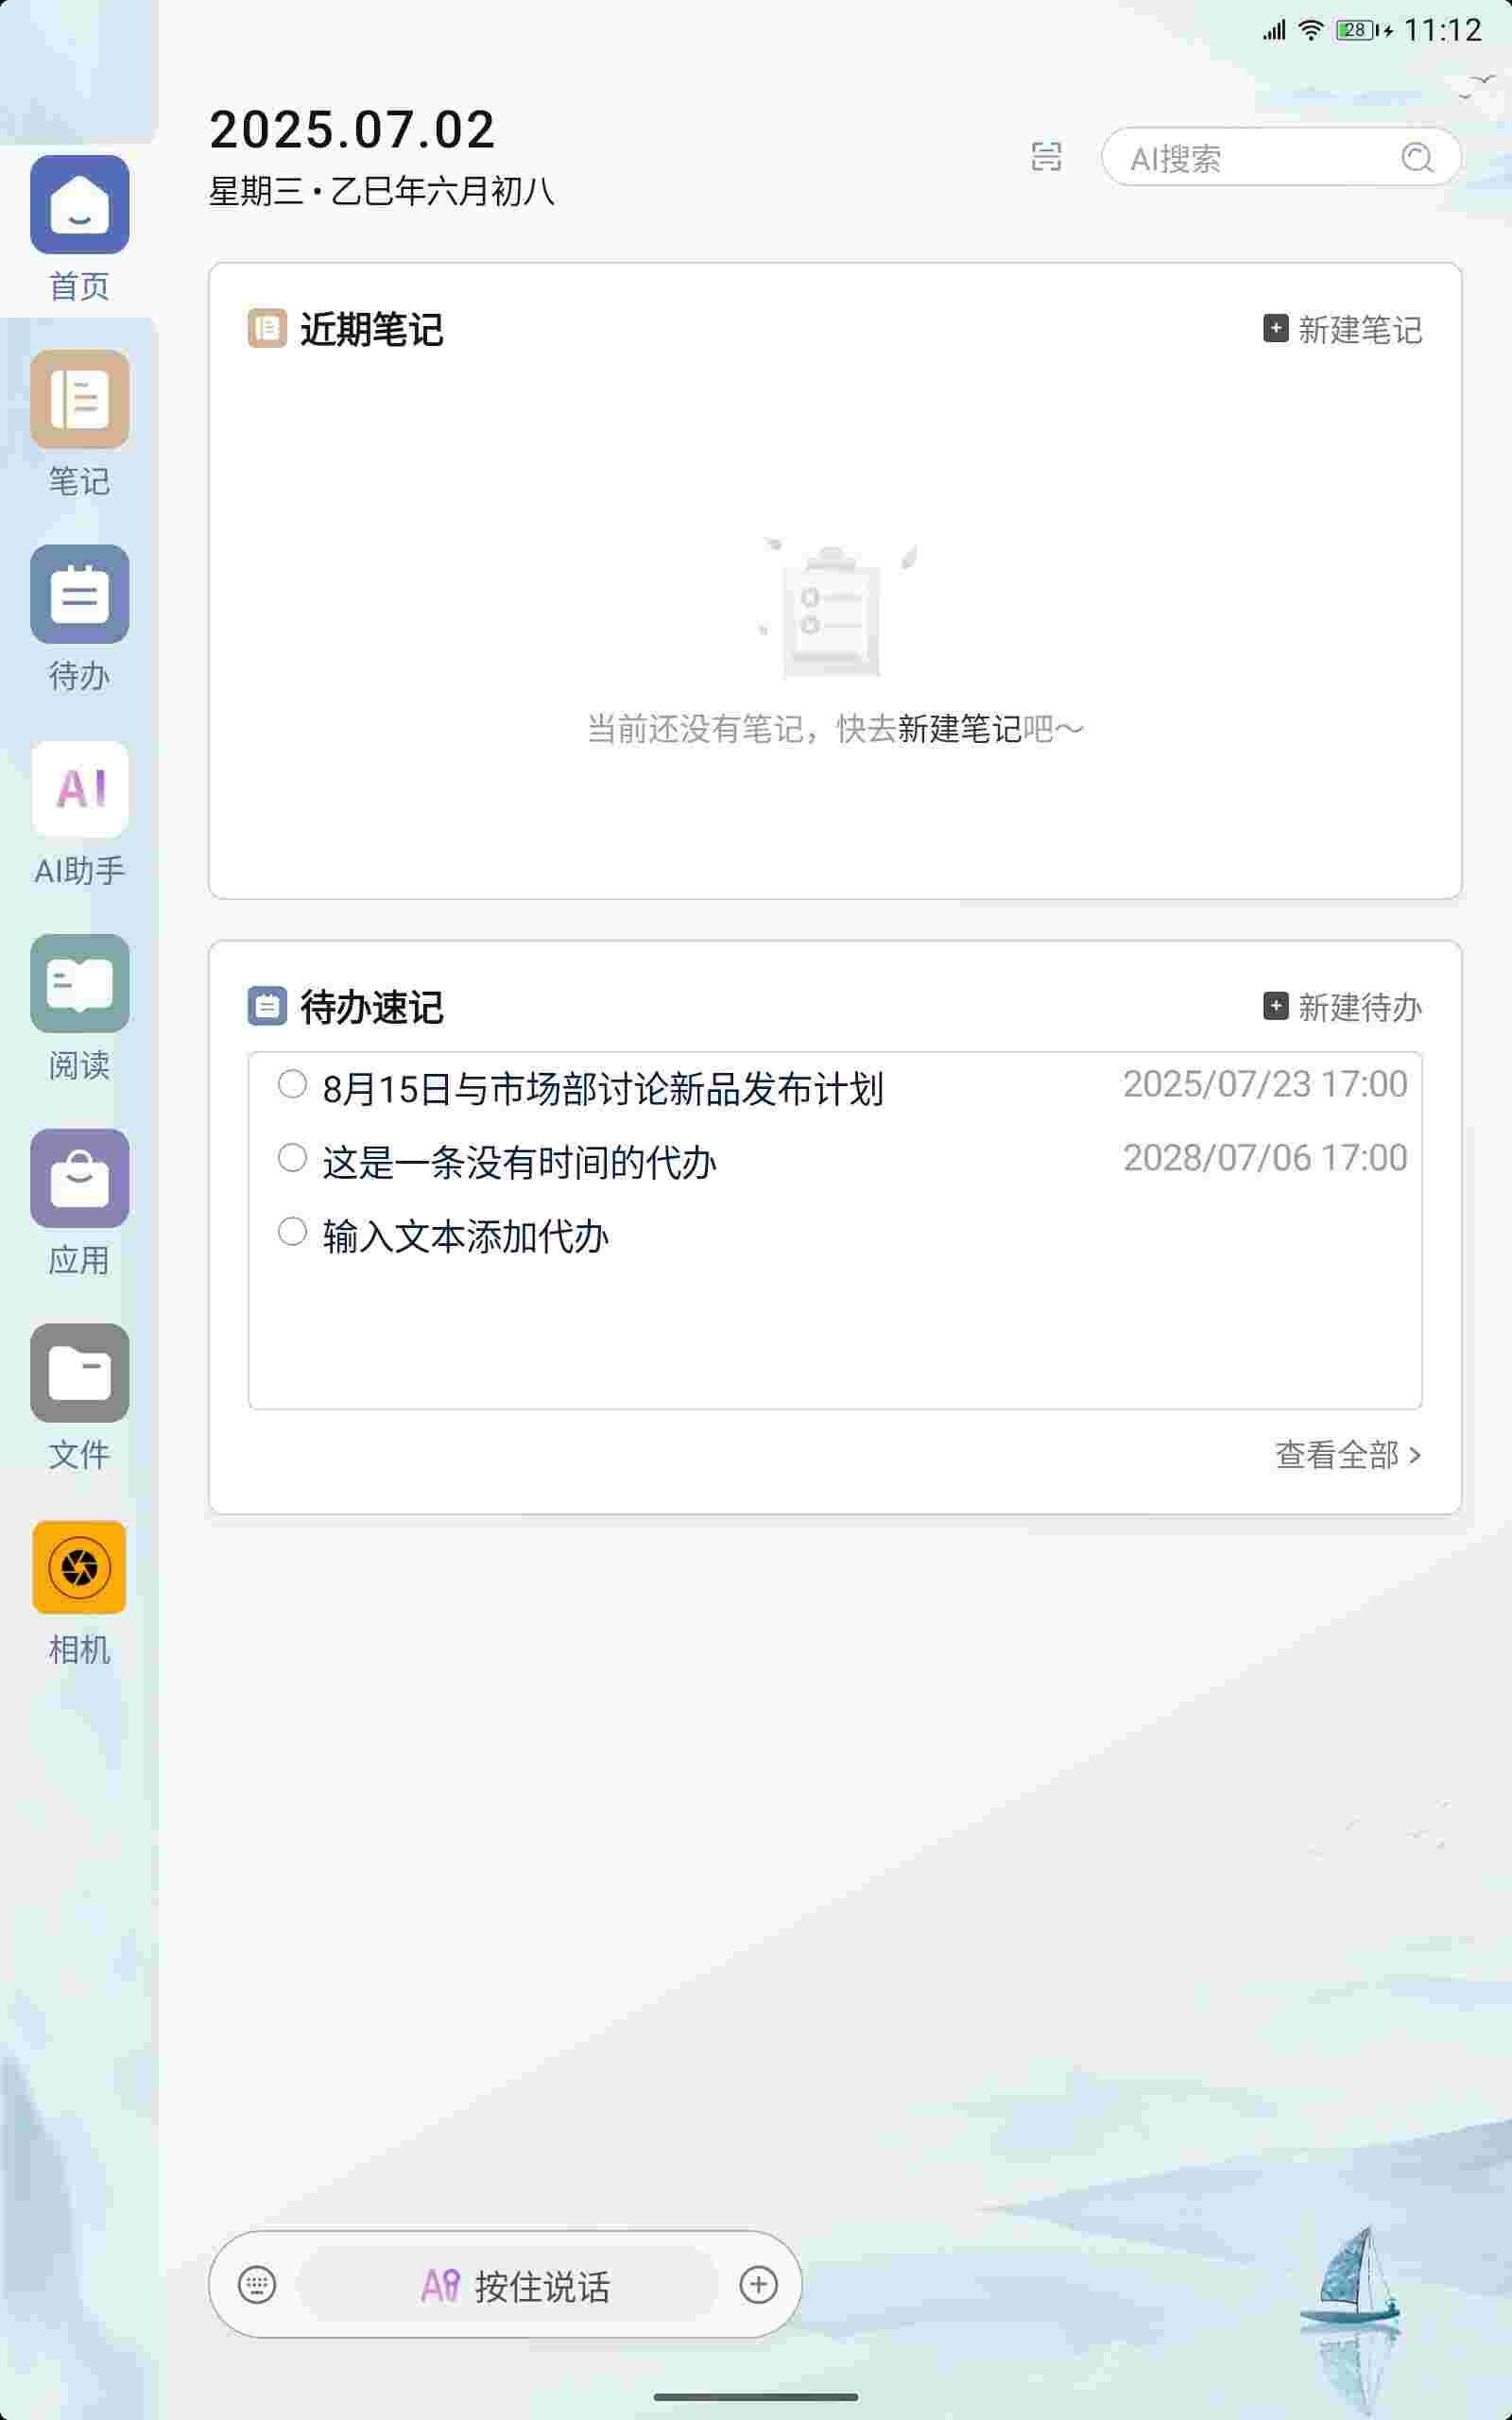 28 11:12
2025.07.02
星期三·乙巳年六月初八
AI搜索
首页
笔记
待办
AI
AI助手
阅读
应用
文件
相机
近期笔记
新建笔记
当前还没有笔记，快去新建笔记吧～
待办速记
新建待办
8月15日与市场部讨论新品发布计划 2025/07/23 17:00
这是一条没有时间的代办 2028/07/06 17:00
输入文本添加代办
查看全部 >
AI 按住说话